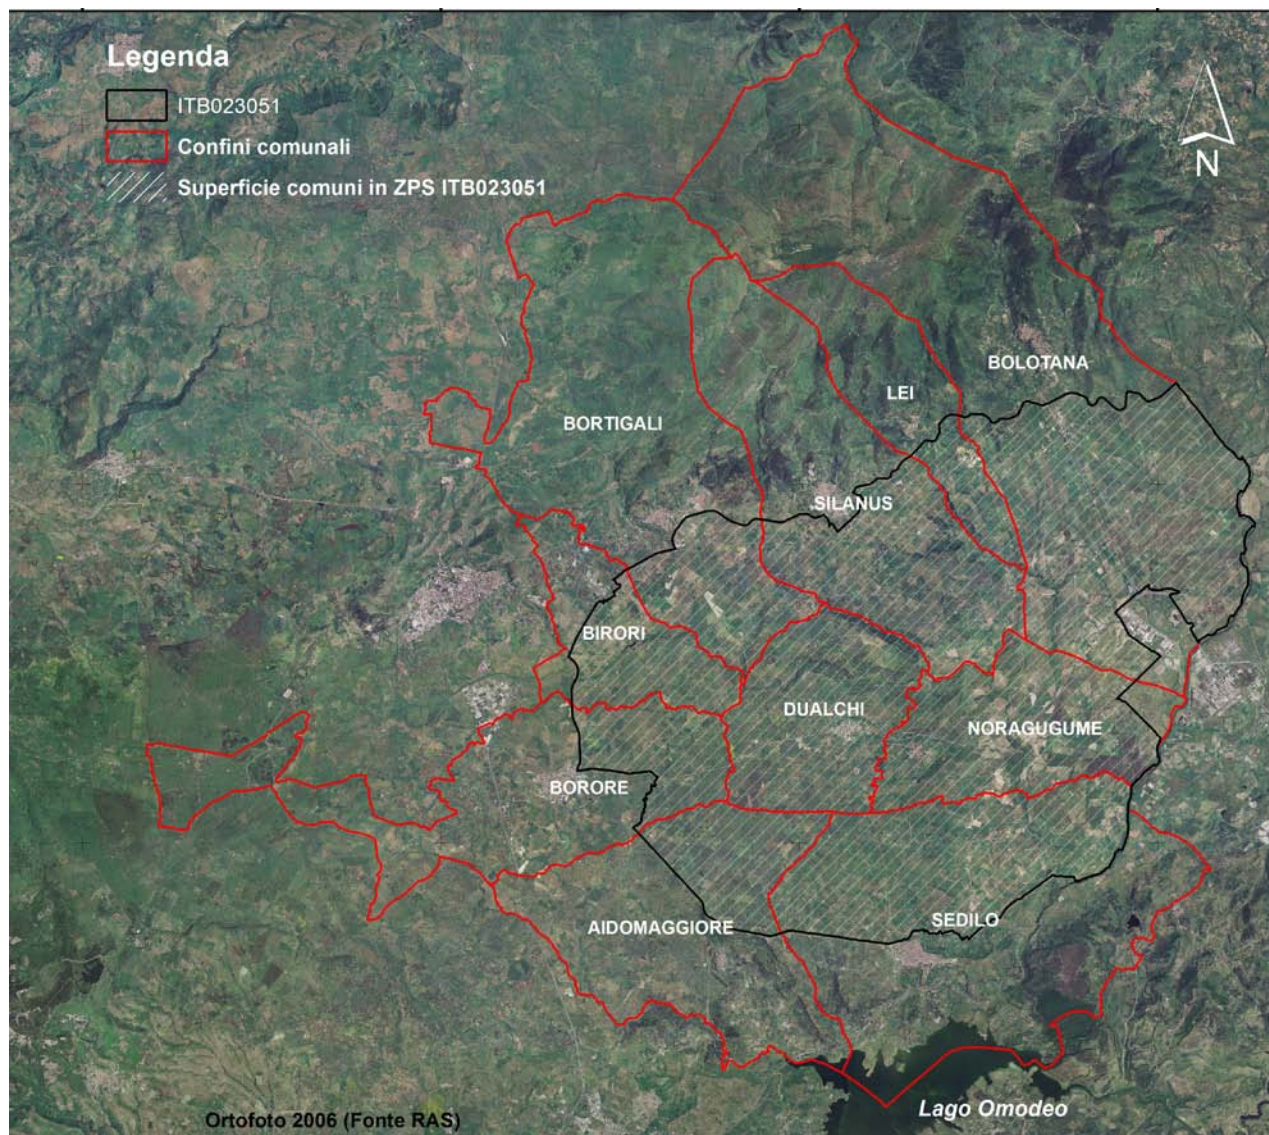 Legenda
ITB023051
Confini comunali
Superficie comuni in ZPS ITB023051
N
BOLOTANA
LEI
BORTIGALI
SILANUS
BIRORI
DUALCHI
NORAGUGUME
BORORE
AIDOMAGGIORE
SEDILO
Lago Omodeo
Ortofoto 2006 (Fonte RAS)